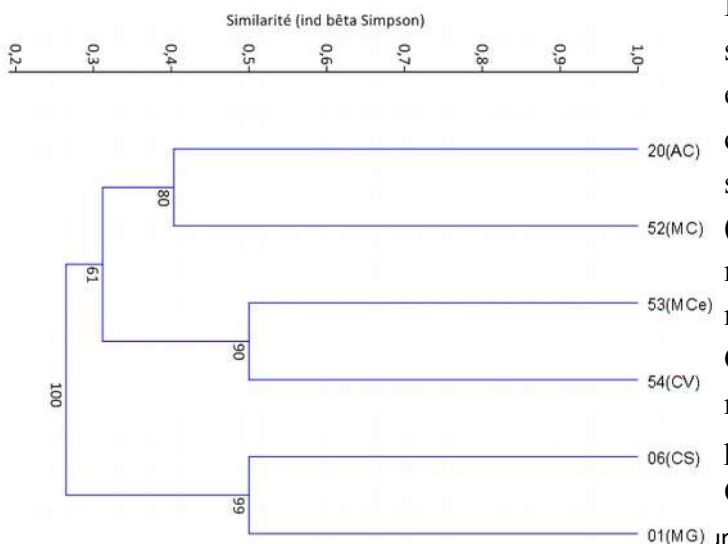 Similarité (ind bêta Simpson)
0,2 0,3 0,4 0,5 0,6 0,7 0,8 0,9 1,0
20(AC)
80
52(MC)
61
53(MCe)
90
54(CV)
100
06(CS)
99
01(MG)